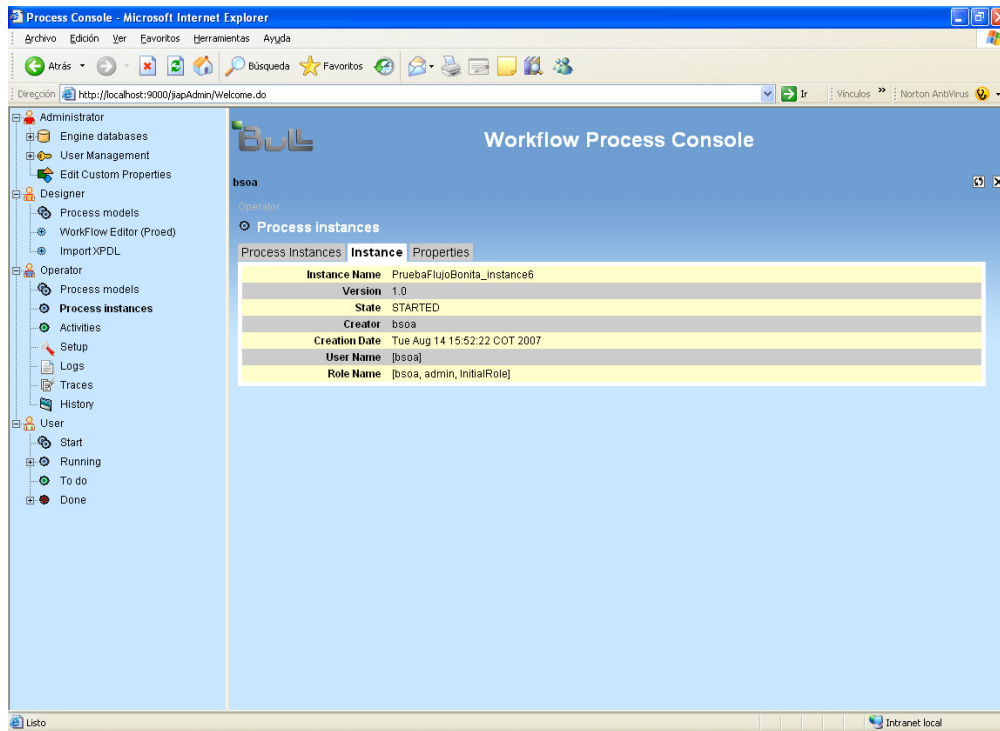 Process Console - Microsoft Internet Explorer
Archivo Edición Ver Favoritos Herramientas Ayuda
Atrás Búsqueda Favoritos
Dirección http://localhost:9000/jiapAdmin/Welcome.do Ir Vínculos » Norton AntiVirus
Administrator
Engine databases
User Management
Edit Custom Properties
Designer
Process models
WorkFlow Editor (Proed)
Import XPDL
Operator
Process models
Process instances
Activities
Setup
Logs
Traces
History
User
Start
Running
To do
Done
Bull
Workflow Process Console
bsoa
Operator
Process instances
Process Instances Instance Properties
Instance Name PruebaFlujoBonita_instance6
Version 1.0
State STARTED
Creator bsoa
Creation Date Tue Aug 14 15:52:22 COT 2007
User Name [bsoa]
Role Name [bsoa, admin, InitialRole]
Listo Intranet local